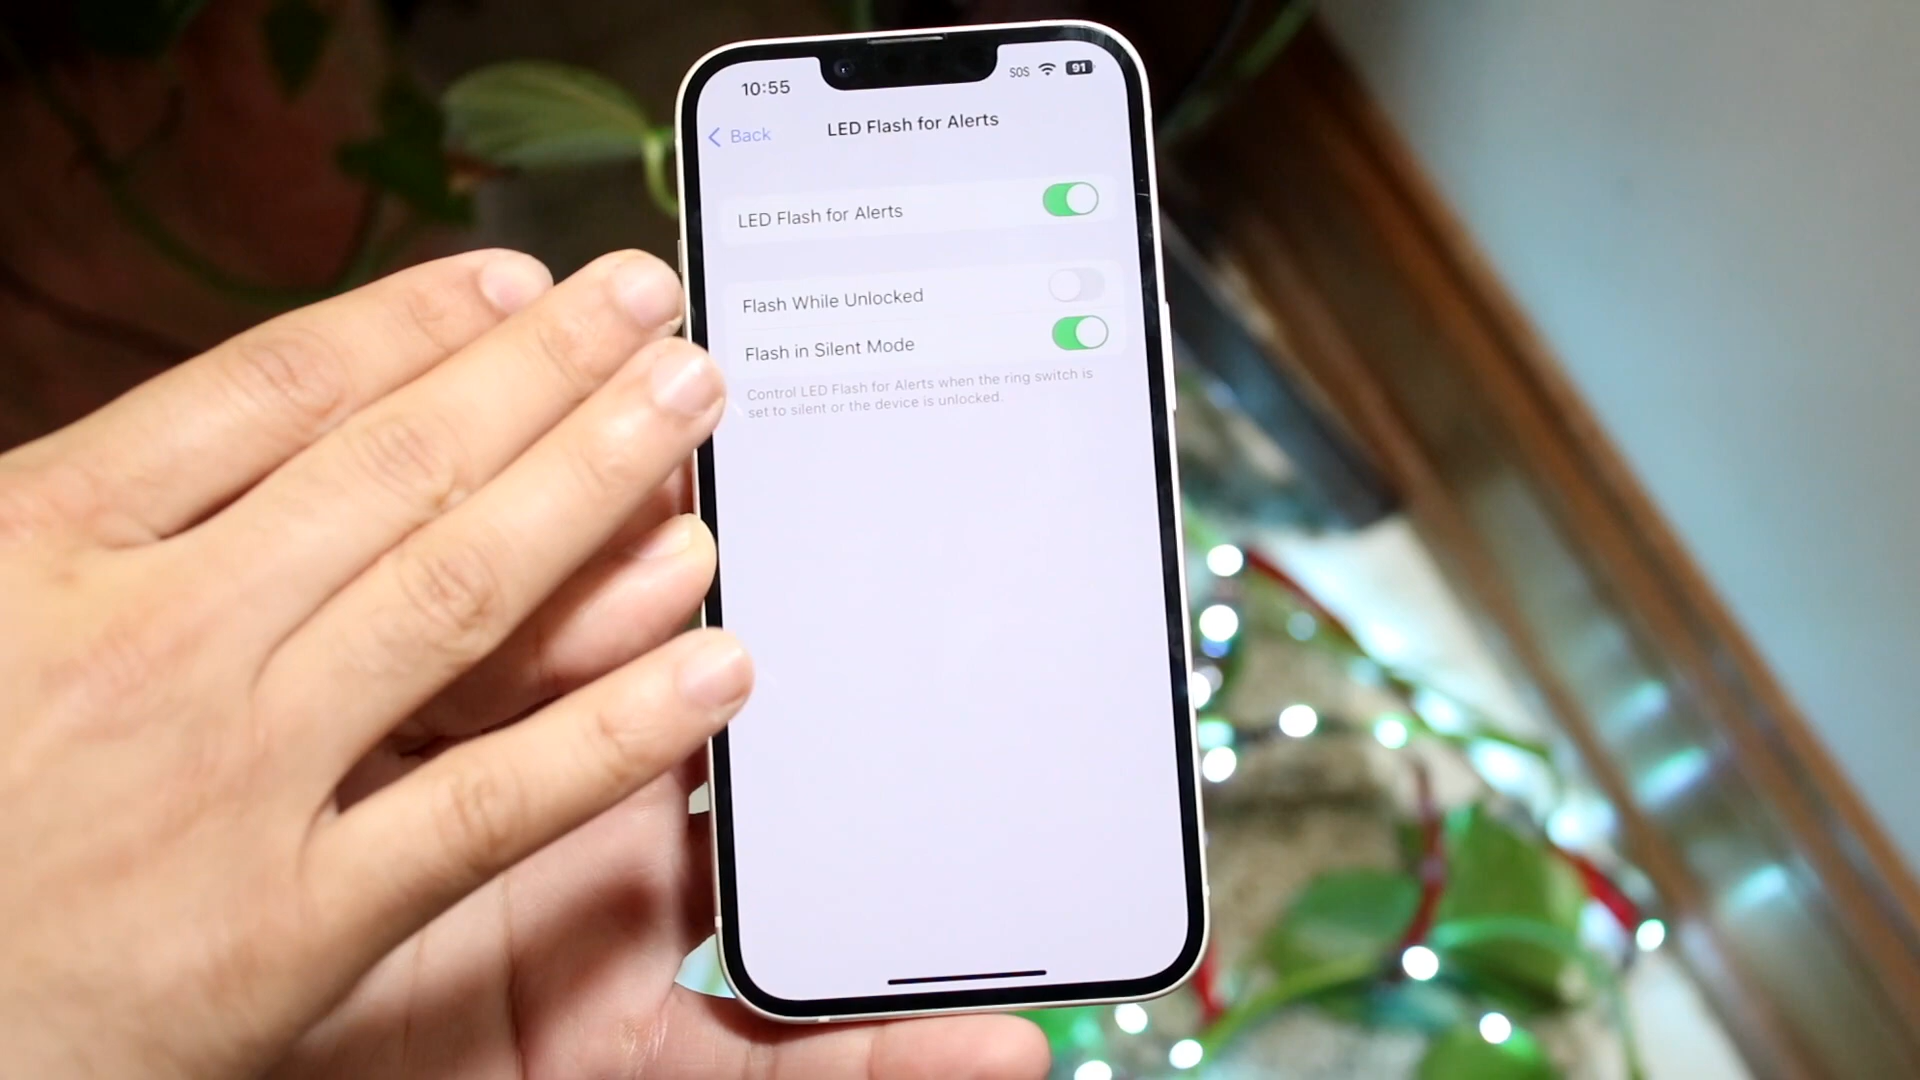 10:55
SOS 91
Back
LED Flash for Alerts
LED Flash for Alerts
Flash While Unlocked
Flash in Silent Mode
Control LED Flash for Alerts when the ring switch is
set to silent or the device is unlocked.